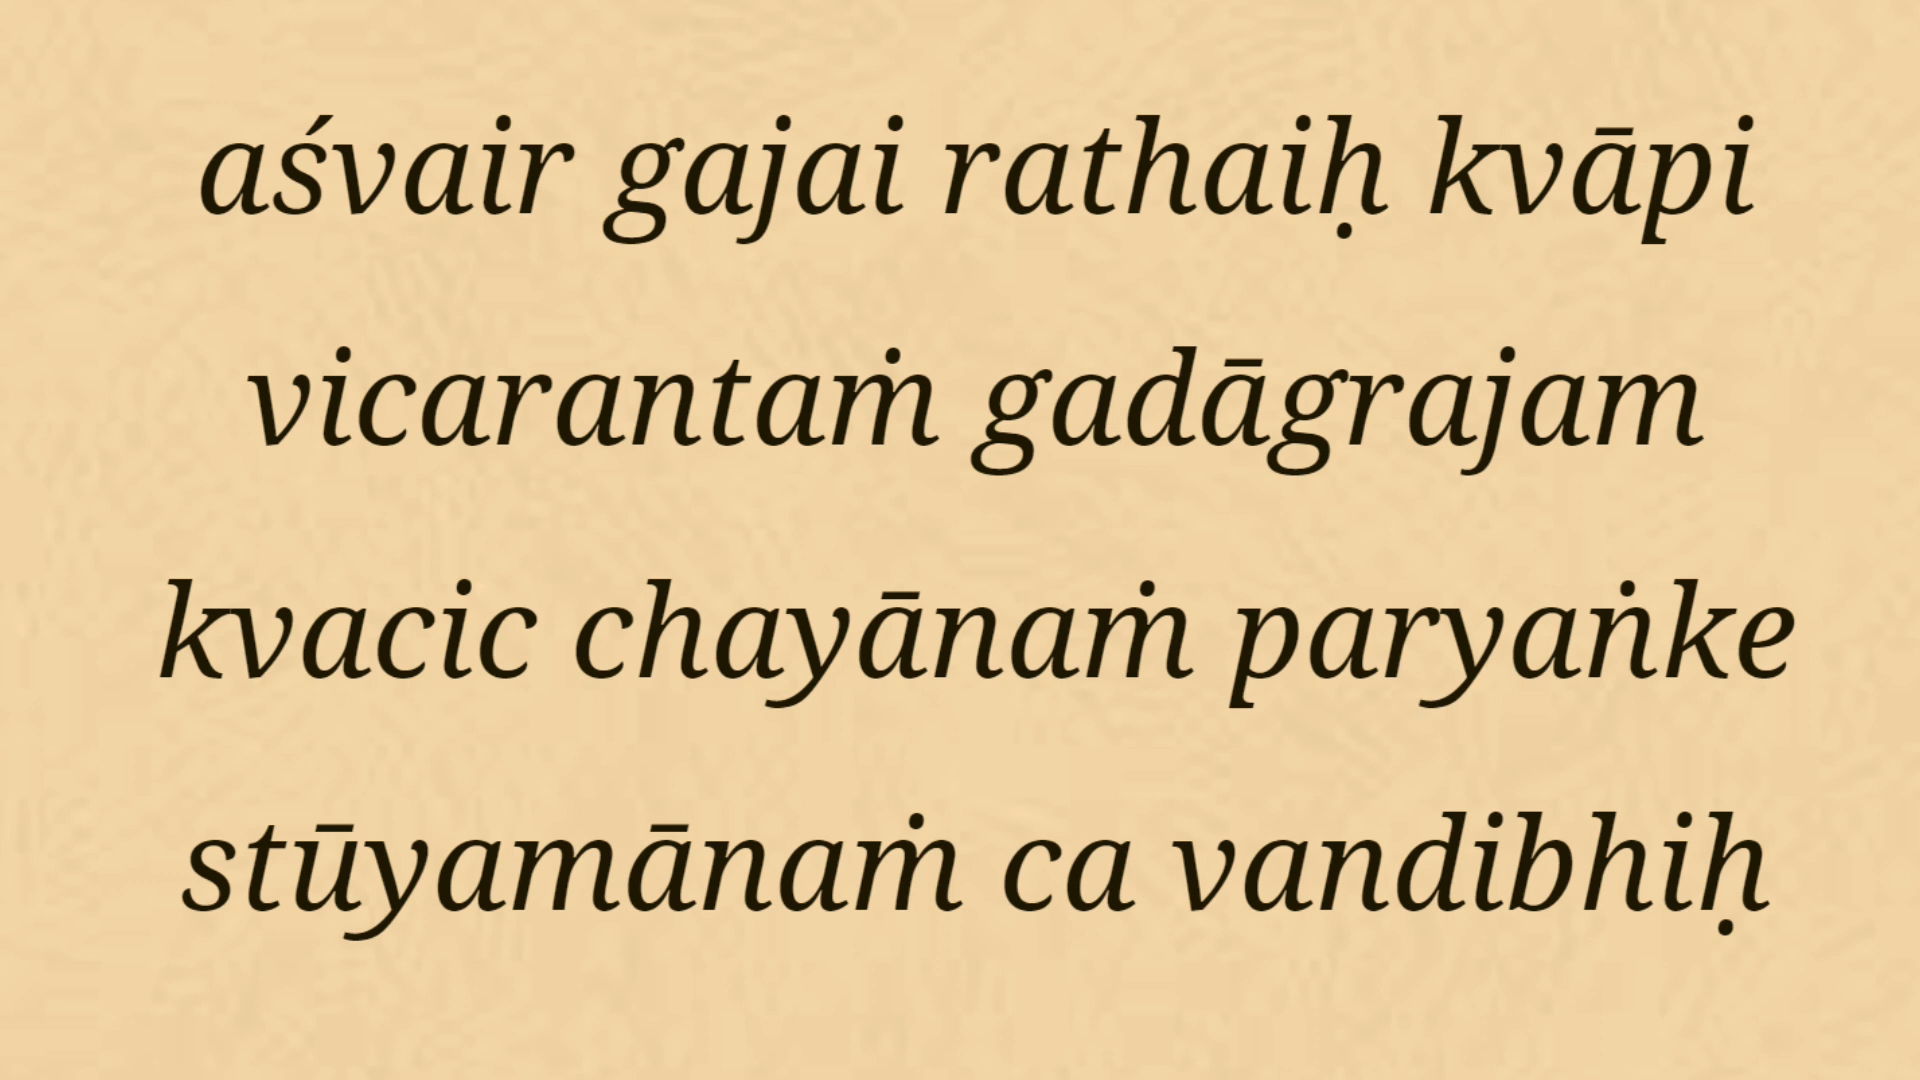 aśvair gajai rathaiḥ kvāpi
vicarantaṁ gadāgrajam
kvacic chayānaṁ paryaṅke
stūyamānaṁ ca vandibhiḥ